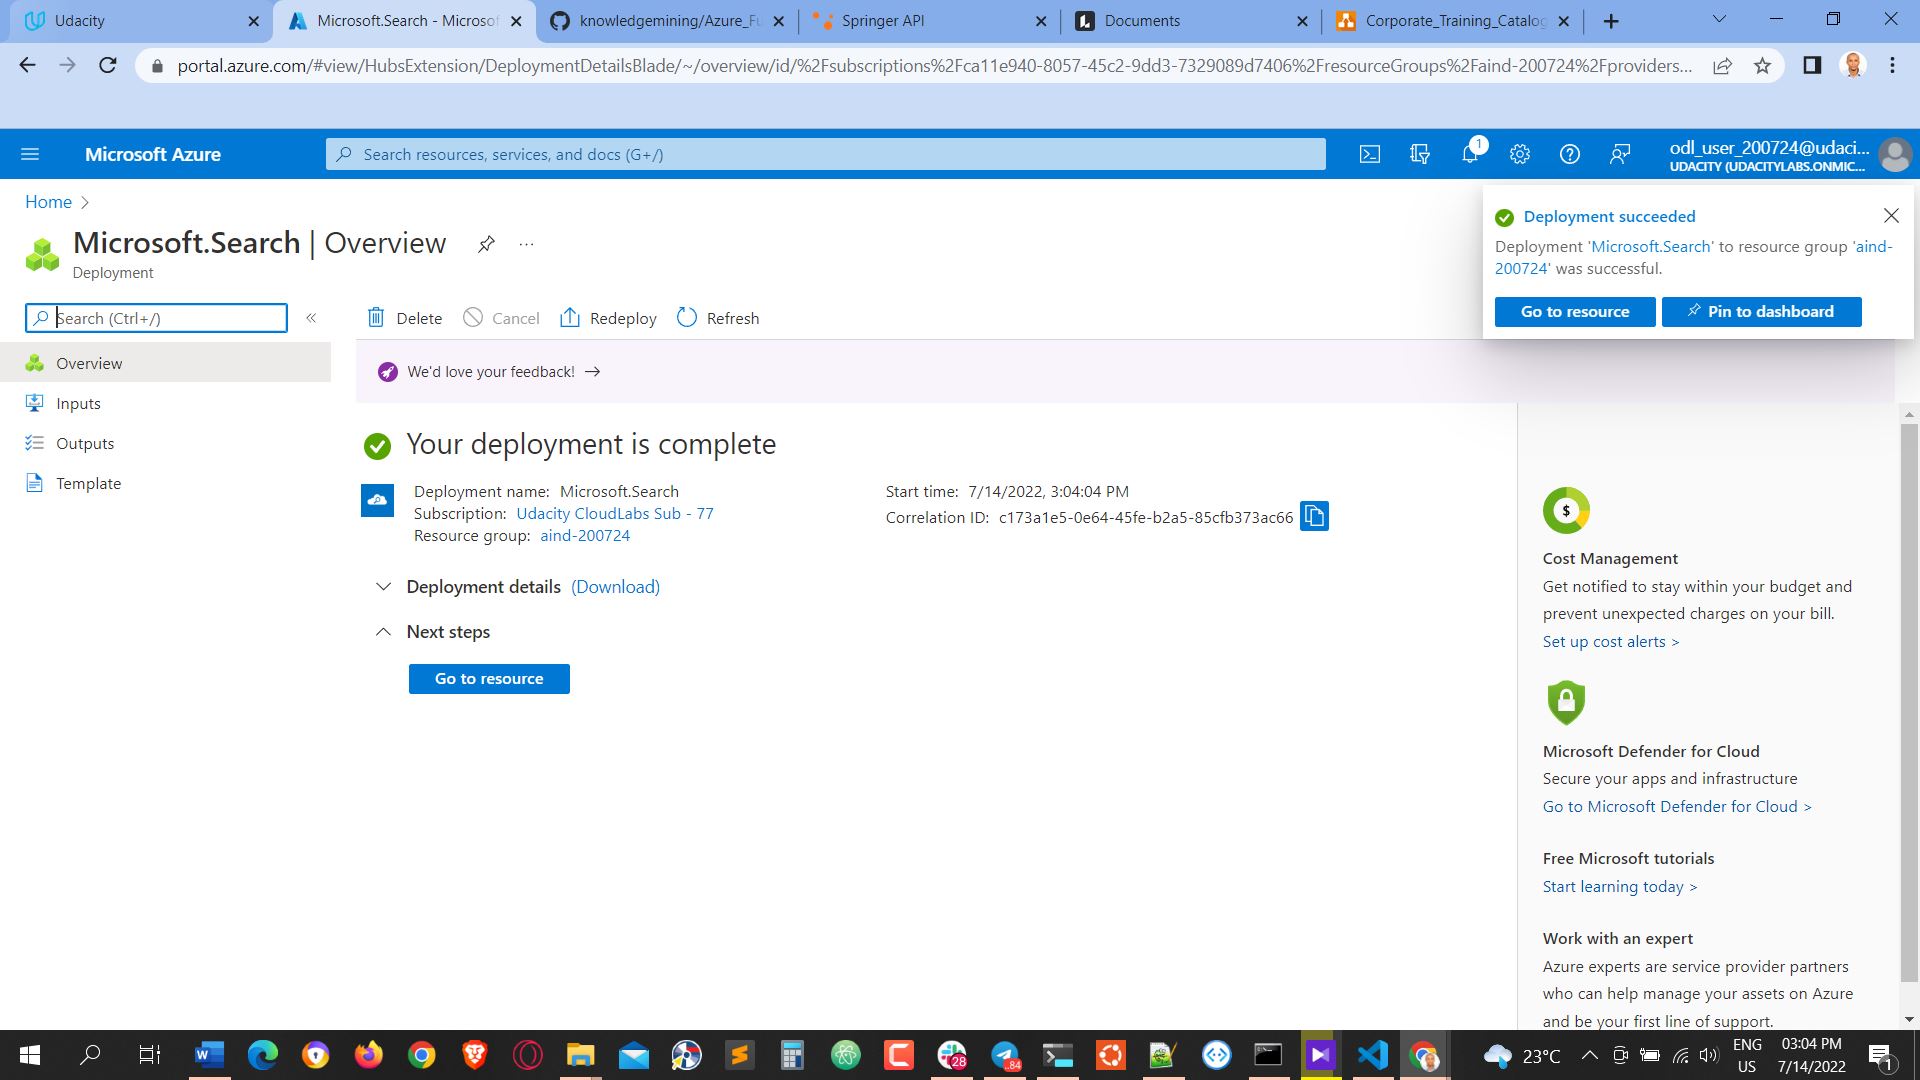 Udacity
Microsoft.Search - Microsof
knowledgemining/Azure_Fu
Springer API
Documents
Corporate_Training_Catalog
portal.azure.com/#view/HubsExtension/DeploymentDetailsBlade/~/overview/id/%2Fsubscriptions%2Fca11e940-8057-45c2-9dd3-7329089d7406%2FresourceGroups%2Faind-200724%2Fproviders...
Microsoft Azure
Search resources, services, and docs (G+/)
1
odl_user_200724@udaci...
UDACITY (UDACITYLABS.ONMIC...
Home
Microsoft.Search | Overview
...
Deployment
Deployment succeeded
Deployment 'Microsoft.Search' to resource group 'aind-
200724' was successful.
Go to resource
Pin to dashboard
Search (Ctrl+/)
«
Delete
Cancel
Redeploy
Refresh
Overview
Inputs
Outputs
Template
We'd love your feedback! →
Your deployment is complete
Deployment name: Microsoft.Search
Subscription: Udacity CloudLabs Sub - 77
Resource group: aind-200724
Start time: 7/14/2022, 3:04:04 PM
Correlation ID: c173a1e5-0e64-45fe-b2a5-85cfb373ac66
Deployment details (Download)
Next steps
Go to resource
$
Cost Management
Get notified to stay within your budget and
prevent unexpected charges on your bill.
Set up cost alerts >
Microsoft Defender for Cloud
Secure your apps and infrastructure
Go to Microsoft Defender for Cloud >
Free Microsoft tutorials
Start learning today >
Work with an expert
Azure experts are service provider partners
who can help manage your assets on Azure
and be your first line of support.
28
84
23°C
ENG
US
03:04 PM
7/14/2022
1